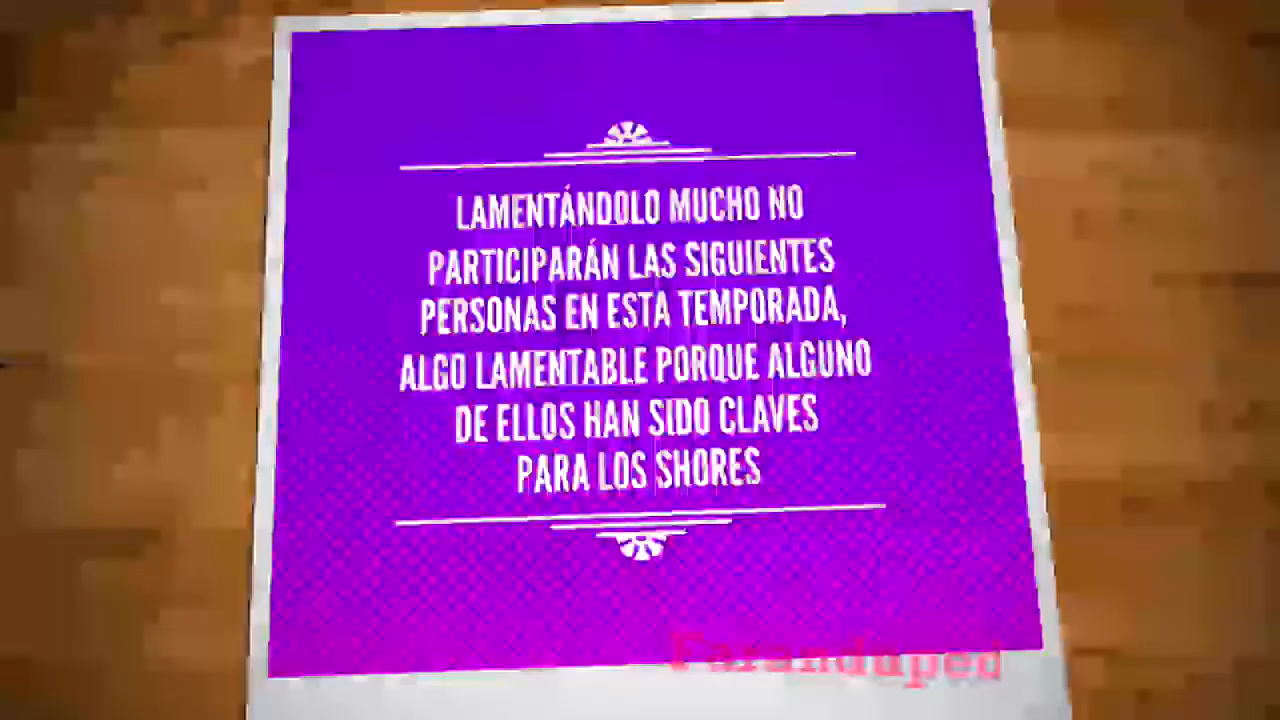 LAMENTÁNDOLO MUCHO NO
PARTICIPARÁN LAS SIGUIENTES
PERSONAS EN ESTA TEMPORADA,
ALGO LAMENTABLE PORQUE ALGUNO
DE ELLOS HAN SIDO CLAVES
PARA LOS SHORES
Faranduped